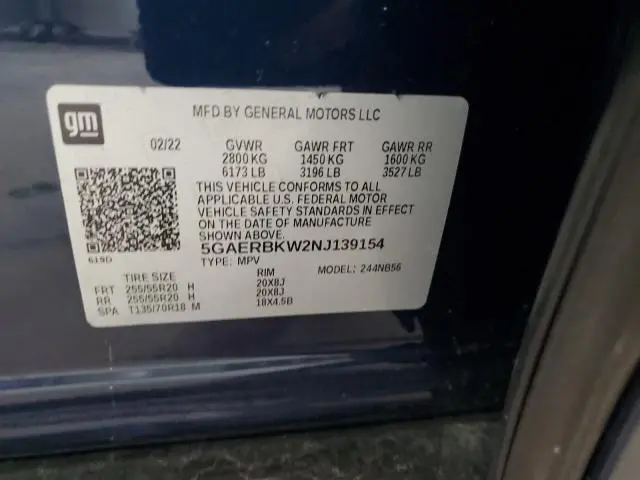 gm
MFD BY GENERAL MOTORS LLC
02/22 GVWR GAWR FRT GAWR RR
2800 KG 1450 KG 1600 KG
6173 LB 3196 LB 3527 LB
THIS VEHICLE CONFORMS TO ALL
APPLICABLE U.S. FEDERAL MOTOR
VEHICLE SAFETY STANDARDS IN EFFECT
ON THE DATE OF MANUFACTURE
SHOWN ABOVE.
5GAERBKW2NJ139154
619D TYPE: MPV MODEL: 244NB56
TIRE SIZE RIM
FRT 255/55R20 H 20X8J
RR 255/55R20 H 20X8J
SPA T135/70R18 M 18X4.5B